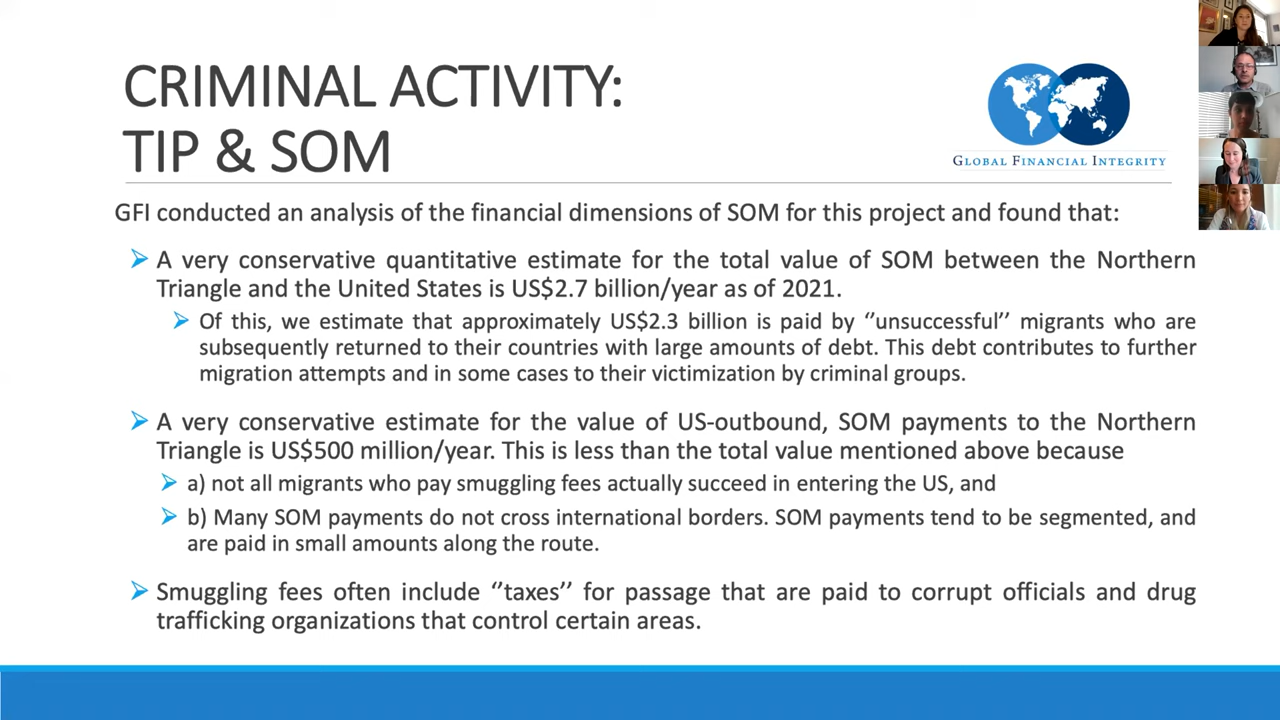 CRIMINAL ACTIVITY:
TIP & SOM
GLOBAL FINANCIAL INTEGRITY
GFI conducted an analysis of the financial dimensions of SOM for this project and found that:
A very conservative quantitative estimate for the total value of SOM between the Northern
Triangle and the United States is US$2.7 billion/year as of 2021.
Of this, we estimate that approximately US$2.3 billion is paid by ‘‘unsuccessful’’ migrants who are
subsequently returned to their countries with large amounts of debt. This debt contributes to further
migration attempts and in some cases to their victimization by criminal groups.
A very conservative estimate for the value of US-outbound, SOM payments to the Northern
Triangle is US$500 million/year. This is less than the total value mentioned above because
a) not all migrants who pay smuggling fees actually succeed in entering the US, and
b) Many SOM payments do not cross international borders. SOM payments tend to be segmented, and
are paid in small amounts along the route.
Smuggling fees often include ‘‘taxes’’ for passage that are paid to corrupt officials and drug
trafficking organizations that control certain areas.